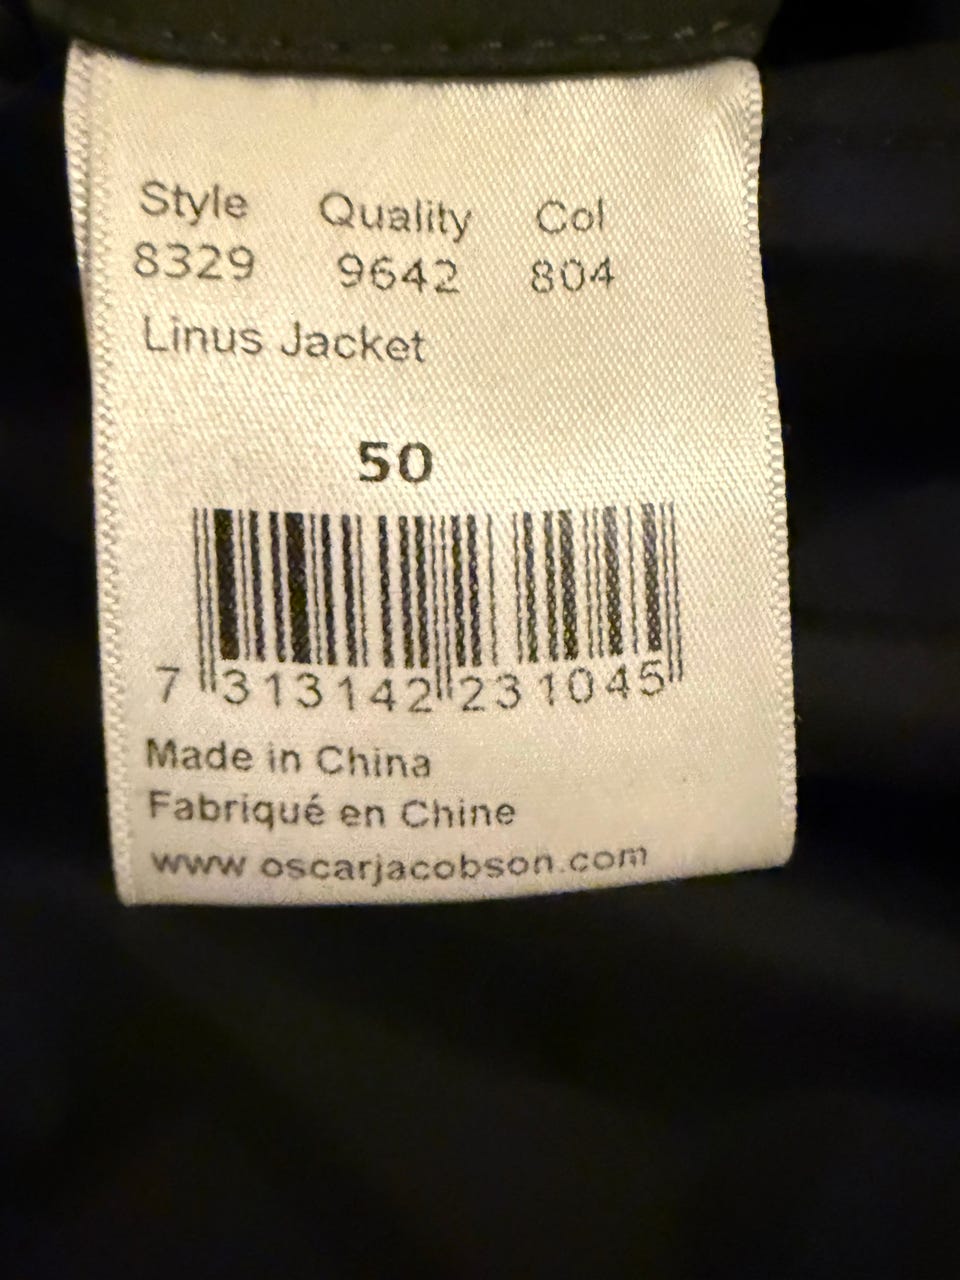 Style Quality Col
8329 9642 804
Linus Jacket
50
7 313142 231045
Made in China
Fabriqué en Chine
www oscarjacobson.com